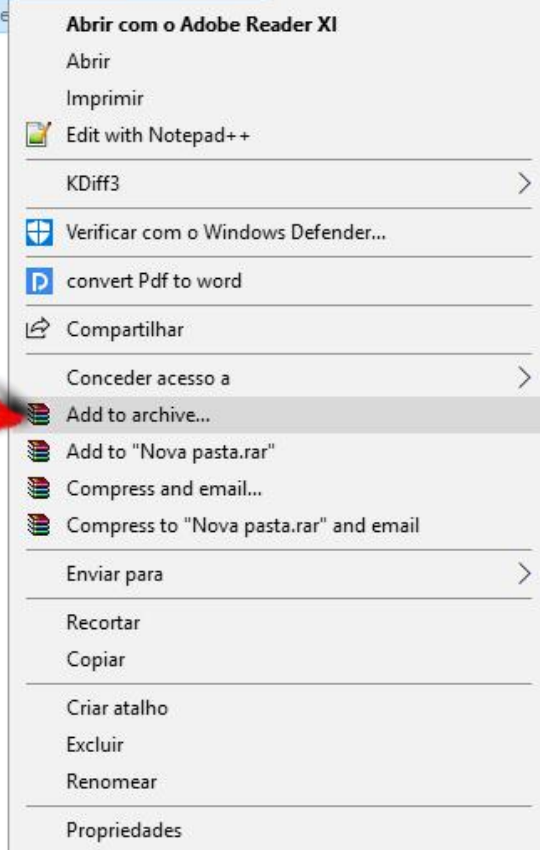 Abrir com o Adobe Reader XI
Abrir
Imprimir
Edit with Notepad++
KDiff3
Verificar com o Windows Defender...
convert Pdf to word
Compartilhar
Conceder acesso a
Add to archive...
Add to "Nova pasta.rar"
Compress and email...
Compress to "Nova pasta.rar" and email
Enviar para
Recortar
Copiar
Criar atalho
Excluir
Renomear
Propriedades